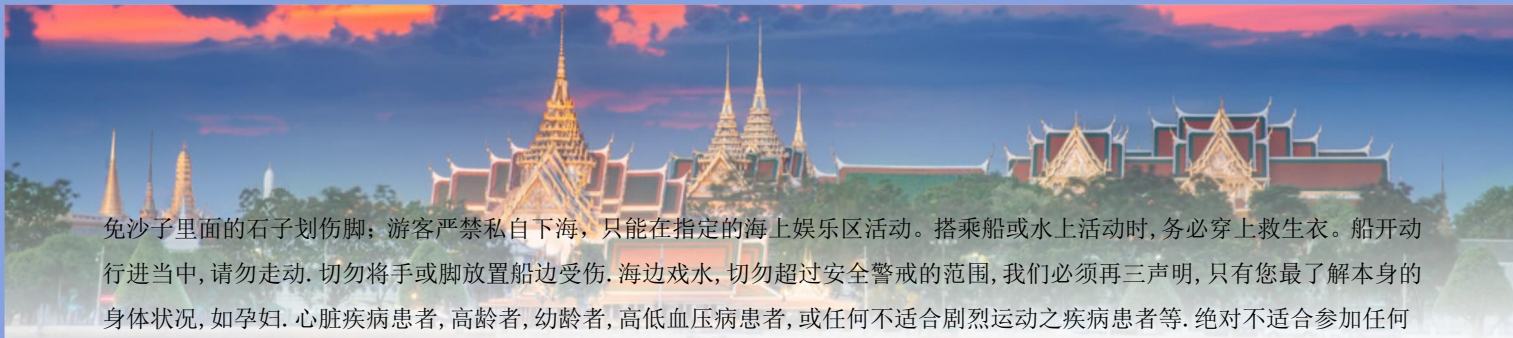 免沙子里面的石子划伤脚；游客严禁私自下海，只能在指定的海上娱乐区活动。搭乘船或水上活动时,务必穿上救生衣。船开动
行进当中,请勿走动.切勿将手或脚放置船边受伤.海边戏水,切勿超过安全警戒的范围,我们必须再三声明,只有您最了解本身的
身体状况,如孕妇.心脏疾病患者,高龄者,幼龄者,高低血压病患者,或任何不适合剧烈运动之疾病患者等.绝对不适合参加任何